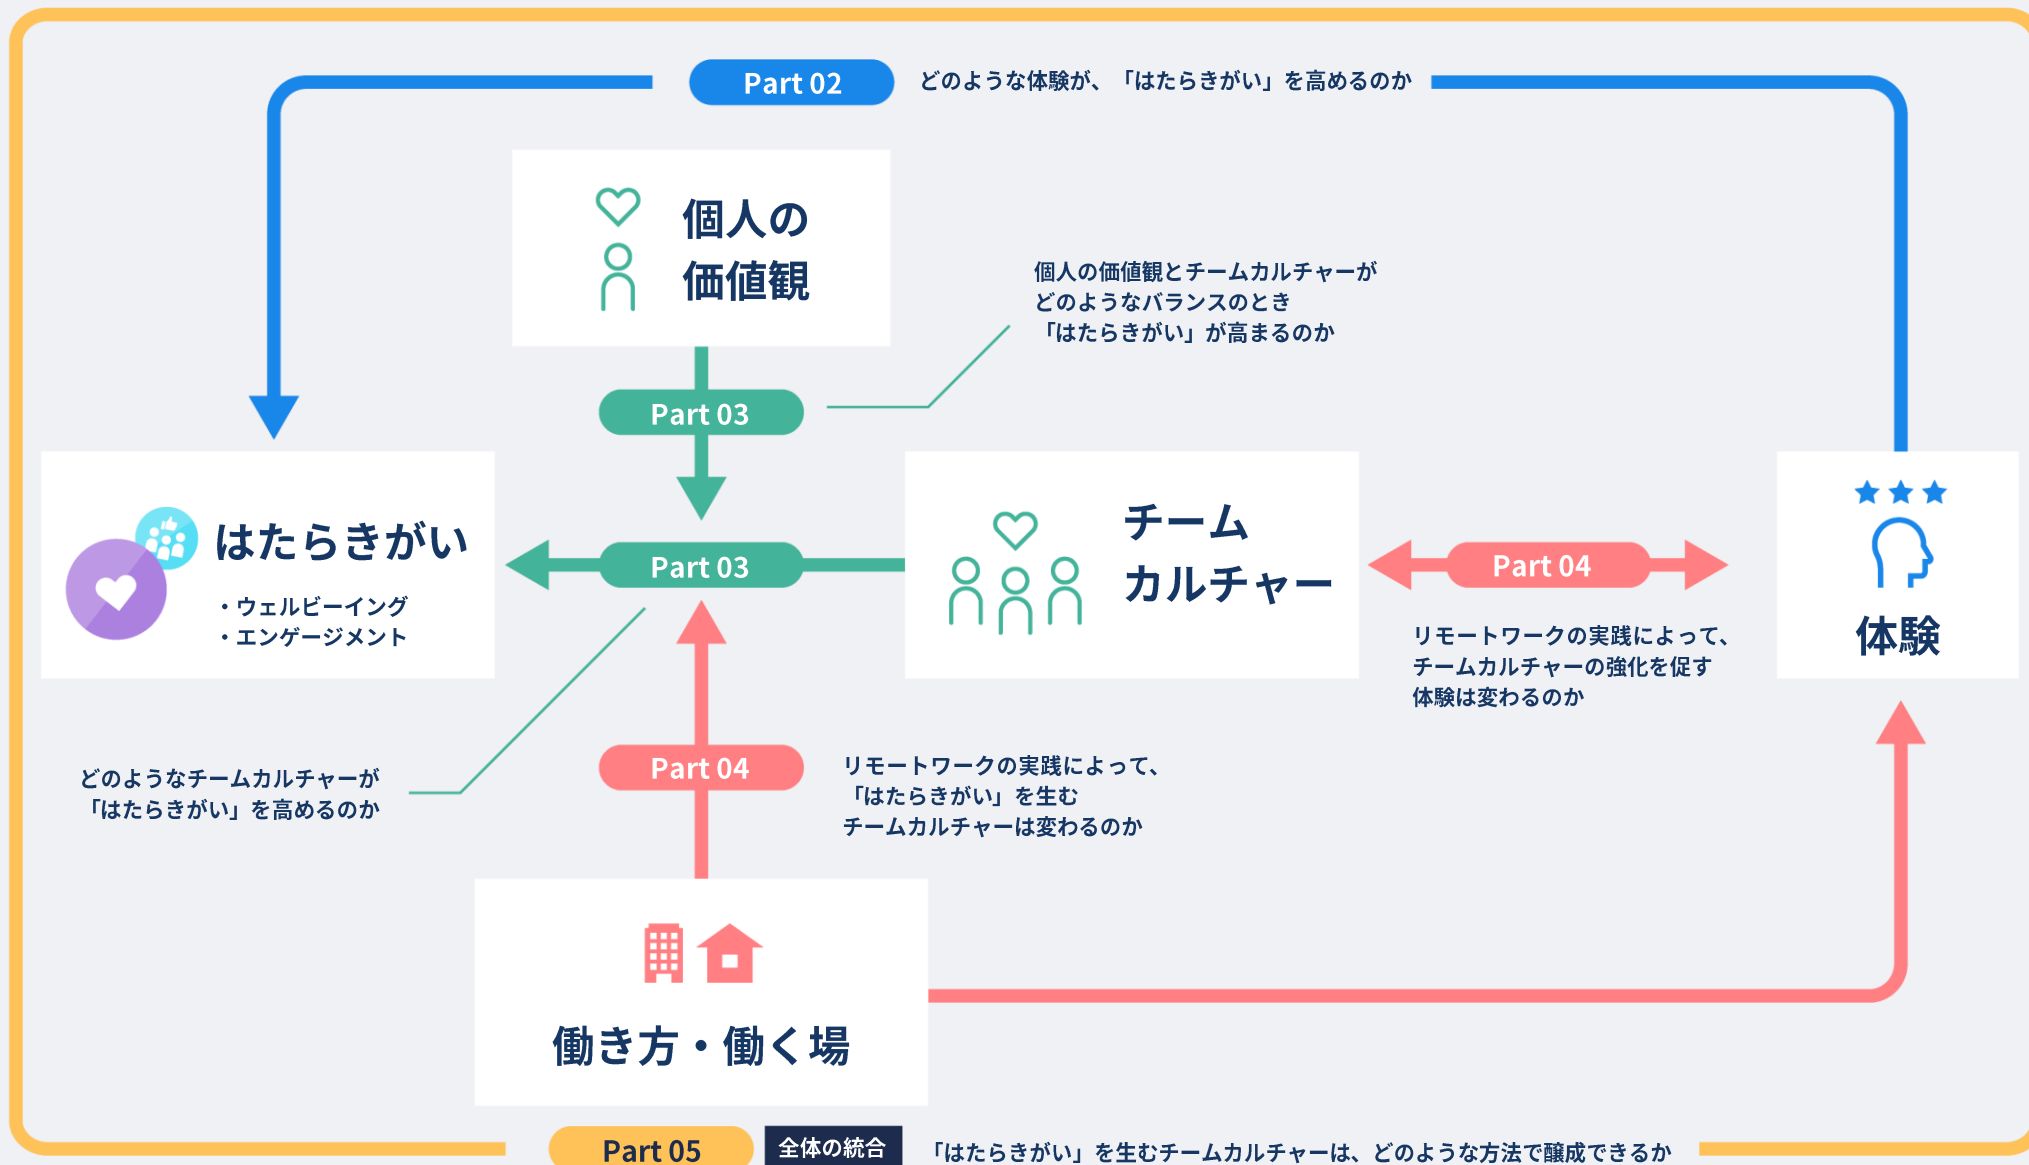 Part 02
どのような体験が、「はたらきがい」を高めるのか
個人の
価値観
個人の価値観とチームカルチャーが
どのようなバランスのとき
「はたらきがい」が高まるのか
Part 03
はたらきがい
・ウェルビーイング
・エンゲージメント
Part 03
チーム
カルチャー
Part 04
体験
リモートワークの実践によって、
チームカルチャーの強化を促す
体験は変わるのか
どのようなチームカルチャーが
「はたらきがい」を高めるのか
Part 04
リモートワークの実践によって、
「はたらきがい」を生む
チームカルチャーは変わるのか
働き方・働く場
Part 05
全体の統合
「はたらきがい」を生むチームカルチャーは、どのような方法で醸成できるか